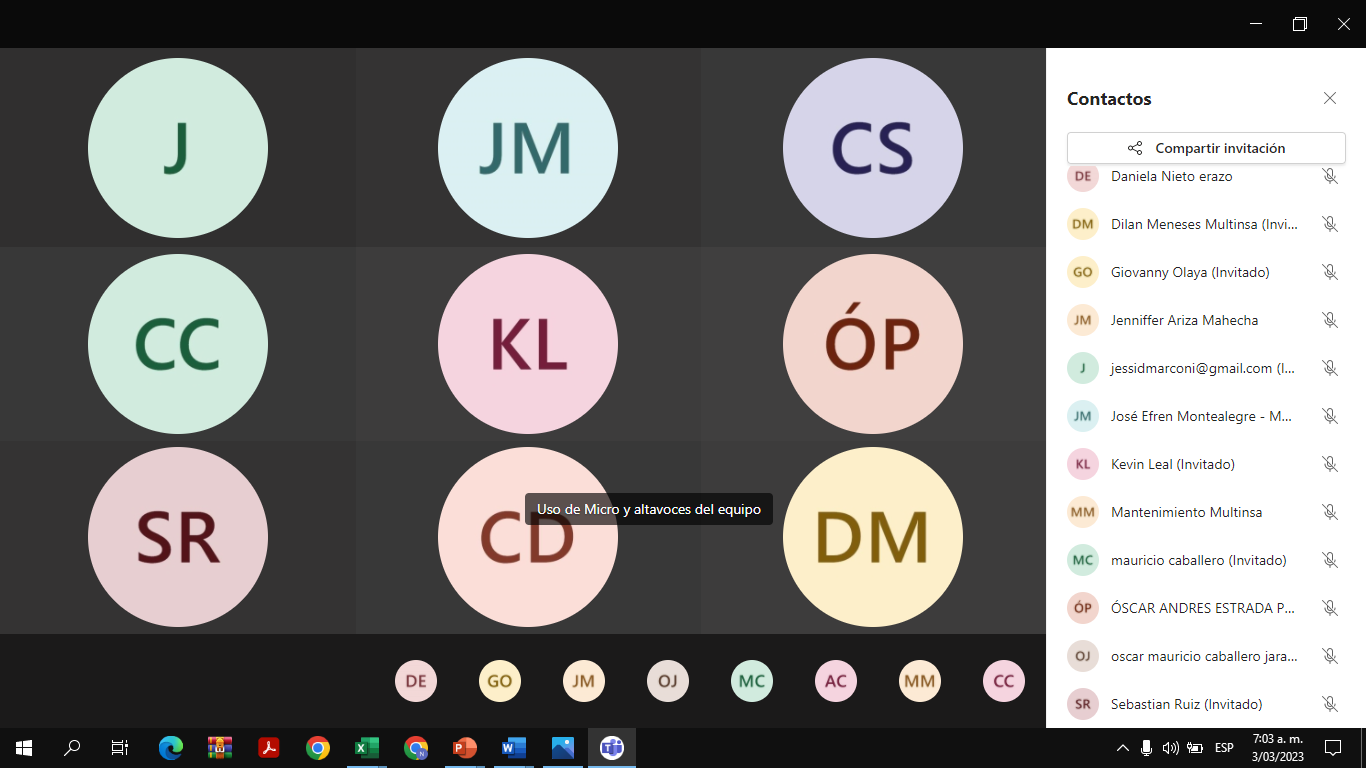 J
JM
CS
CC
KL
ÓP
SR
CD
DM
Uso de Micro y altavoces del equipo
DE
GO
JM
OJ
MC
AC
MM
CC
Contactos
Compartir invitación
DE Daniela Nieto erazo
DM Dilan Meneses Multinsa (Invi...
GO Giovanny Olaya (Invitado)
JM Jenniffer Ariza Mahecha
J jessidmarconi@gmail.com (I...
JM José Efren Montealegre - M...
KL Kevin Leal (Invitado)
MM Mantenimiento Multinsa
MC mauricio caballero (Invitado)
ÓP ÓSCAR ANDRES ESTRADA P...
OJ oscar mauricio caballero jara...
SR Sebastian Ruiz (Invitado)
ESP
7:03 a. m.
3/03/2023